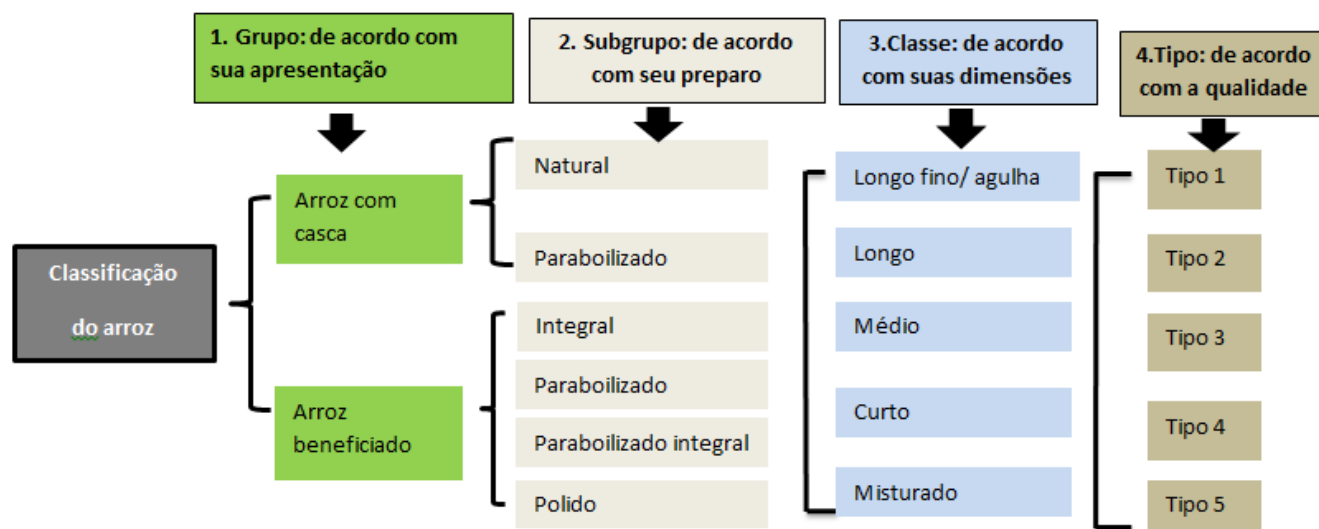 1. Grupo: de acordo com
sua apresentação
2. Subgrupo: de acordo
com seu preparo
3.Classe: de acordo
com suas dimensões
4.Tipo: de acordo
com a qualidade
Classificação
do arroz
Arroz com
casca
Arroz
beneficiado
Natural
Paraboilizado
Integral
Paraboilizado
Paraboilizado integral
Polido
Longo fino/ agulha
Longo
Médio
Curto
Misturado
Tipo 1
Tipo 2
Tipo 3
Tipo 4
Tipo 5